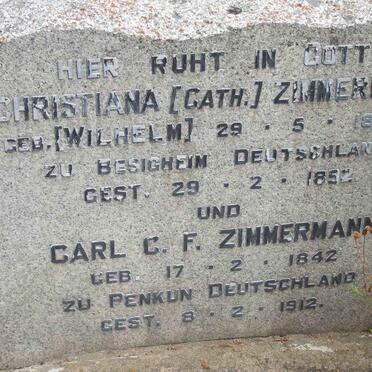 HIER RUHT IN GOTT
CHRISTIANA [CATH.] ZIMMER
GEB. [WILHELM] 29 · 5 · 18
ZU BESIGHEIM DEUTSCHLAN
GEST. 29 · 2 · 1852
UND
CARL C. F. ZIMMERMANN
GEB. 17 · 2 · 1842
ZU PENKUN DEUTSCHLAND
GEST. 8 · 2 · 1912.